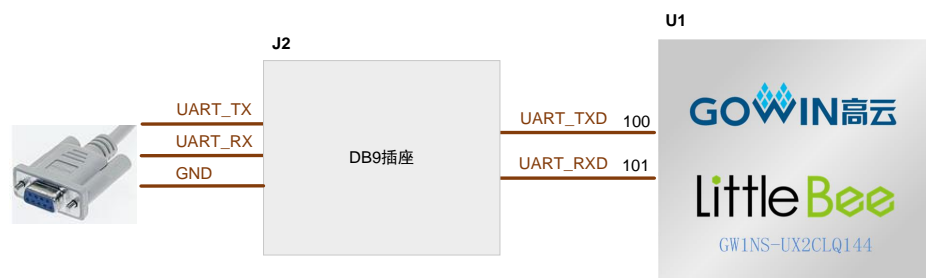 U1
J2
UART_TX
UART_RX
GND
DB9插座
UART_TXD 100
UART_RXD 101
GOWIN高云
LittleBee
GW1NS-UX2CLQ144